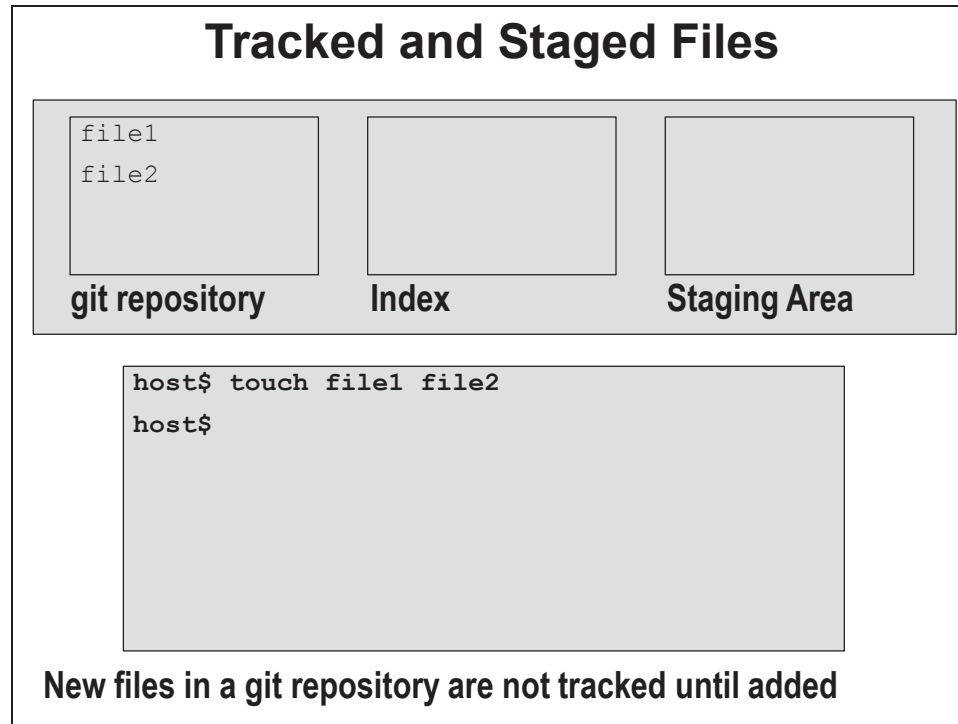 Tracked and Staged Files
file1
file2
git repository
Index
Staging Area
host$ touch file1 file2
host$
New files in a git repository are not tracked until added